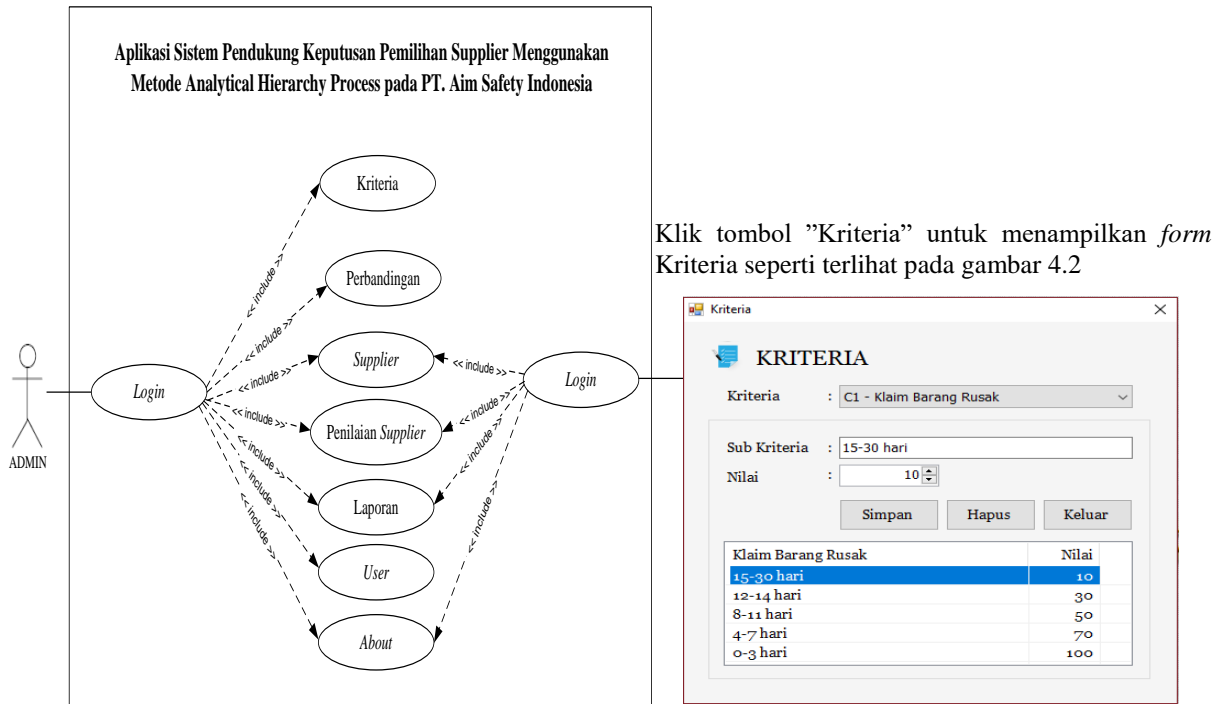 Aplikasi Sistem Pendukung Keputusan Pemilihan Supplier Menggunakan
Metode Analytical Hierarchy Process pada PT. Aim Safety Indonesia
Kriteria
Perbandingan
Supplier
Penilaian Supplier
Laporan
User
About
Login
Login
ADMIN
<< include >>
<< include >>
<< include >>
<< include >>
<< include >>
<< include >>
<< include >>
<< include >>
<< include >>
<< include >>
<< include >>
Klik tombol ”Kriteria” untuk menampilkan form
Kriteria seperti terlihat pada gambar 4.2
Kriteria
KRITERIA
Kriteria : C1 - Klaim Barang Rusak
Sub Kriteria : 15-30 hari
Nilai : 10
Simpan Hapus Keluar
Klaim Barang Rusak Nilai
15-30 hari 10
12-14 hari 30
8-11 hari 50
4-7 hari 70
0-3 hari 100